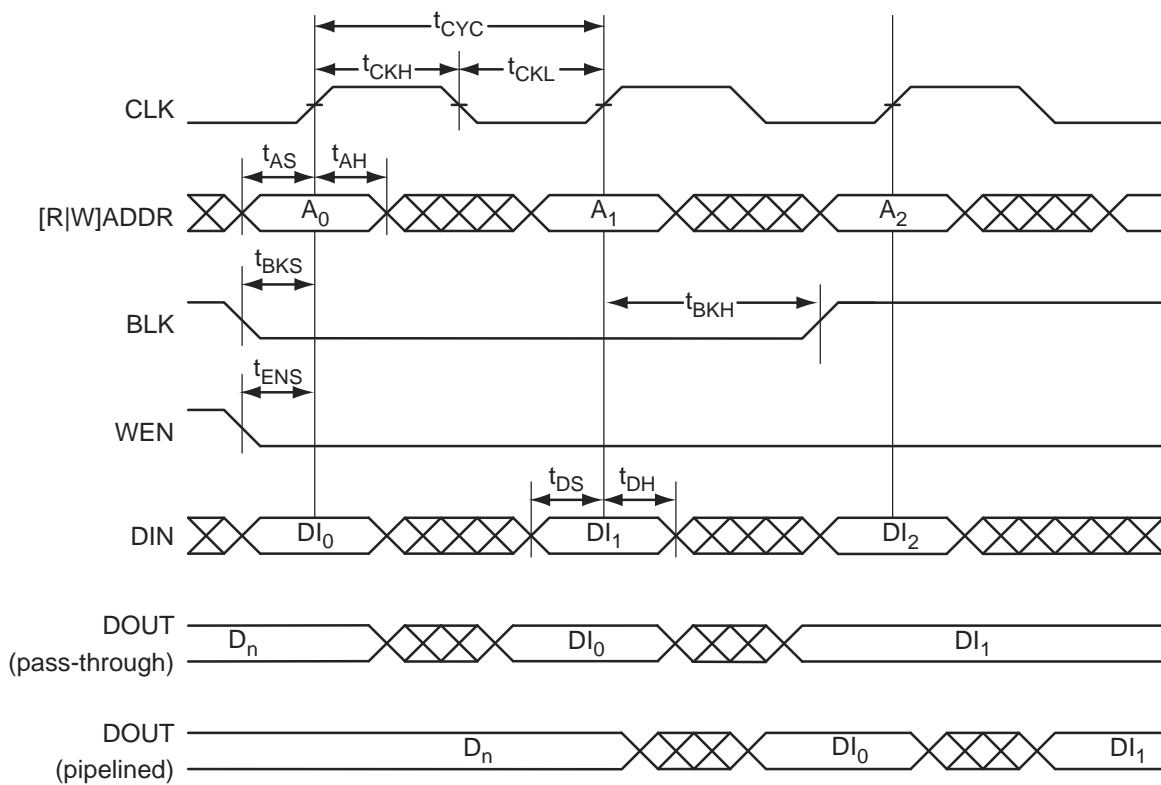 tCYC
tCKH tCKL
CLK
tAS tAH
[R|W]ADDR A0 A1 A2
tBKS
tBKH
BLK
tENS
WEN
tDS tDH
DIN DI0 DI1 DI2
DOUT
(pass-through)
Dn DI0 DI1
DOUT
(pipelined)
Dn DI0 DI1